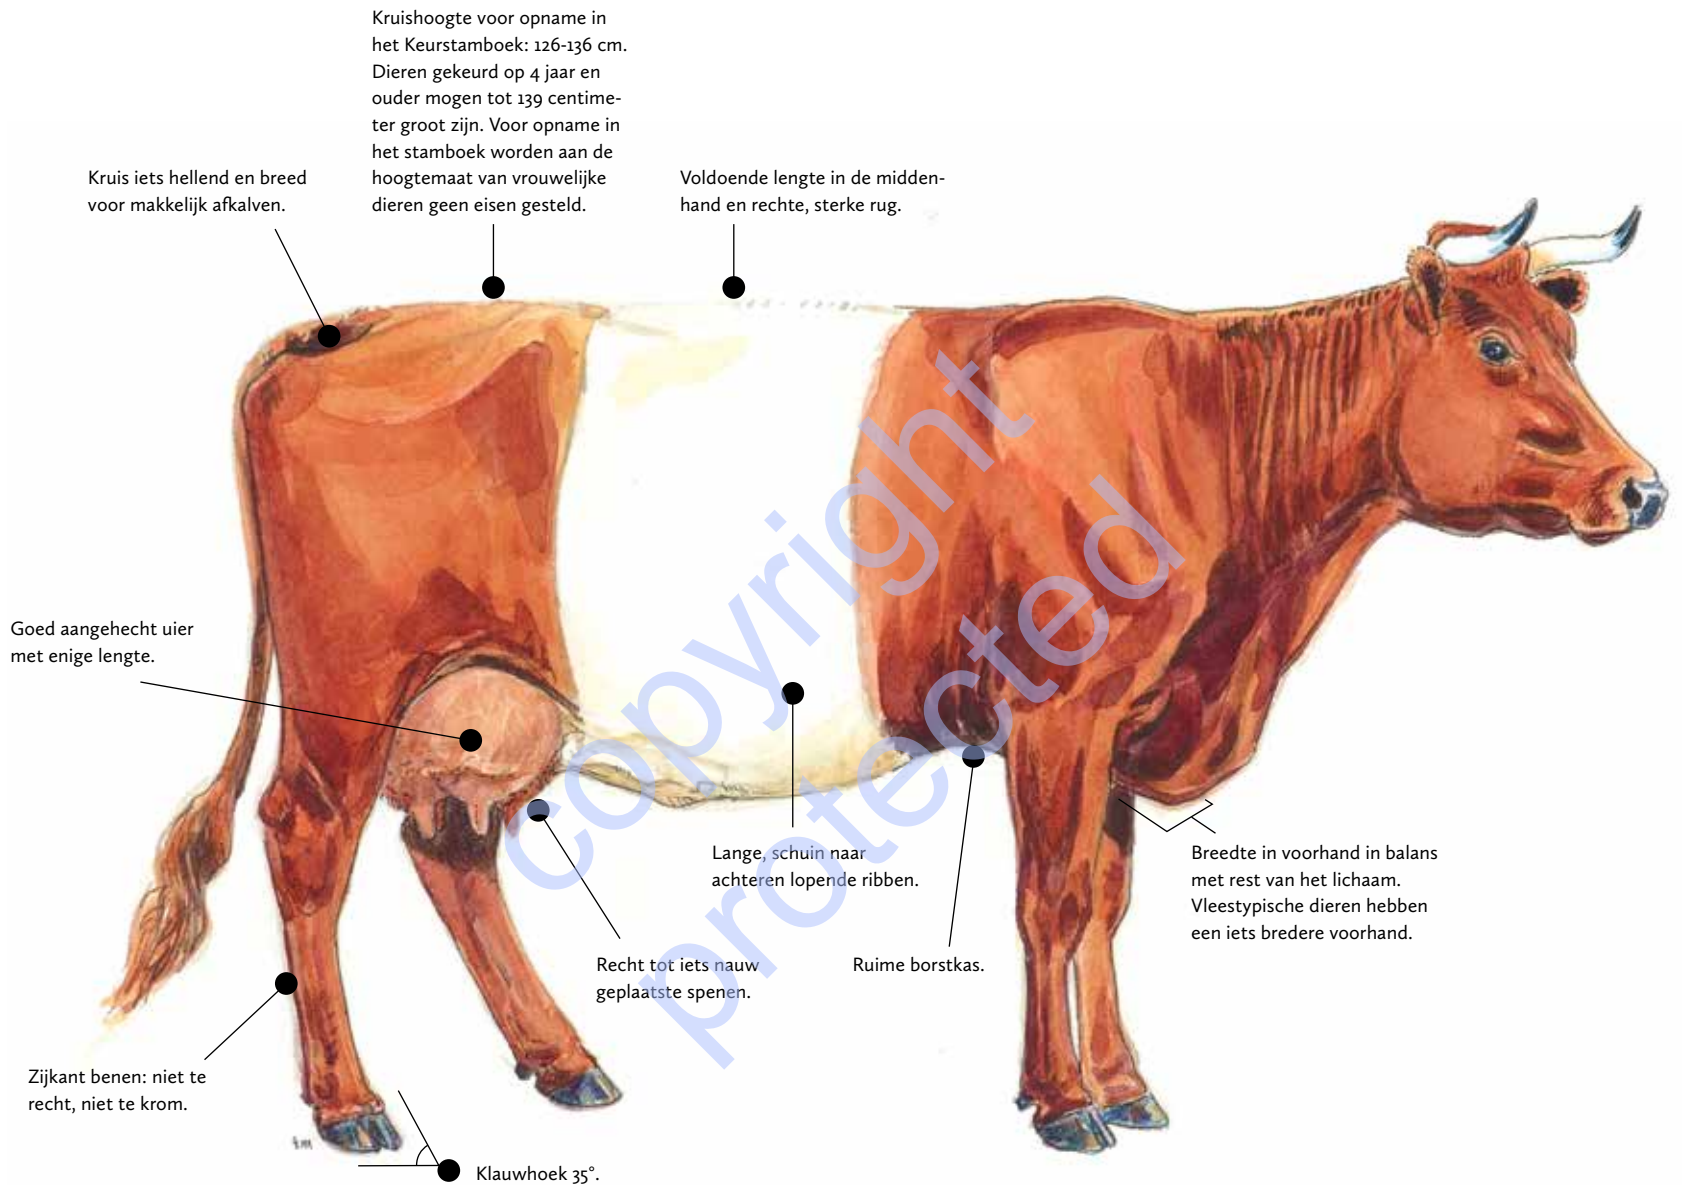 Kruishoogte voor opname in
het Keurstamboek: 126-136 cm.
Dieren gekeurd op 4 jaar en
ouder mogen tot 139 centime-
ter groot zijn. Voor opname in
het stamboek worden aan de
hoogtemaat van vrouwelijke
dieren geen eisen gesteld.
Kruis iets hellend en breed
voor makkelijk afkalven.
Voldoende lengte in de midden-
hand en rechte, sterke rug.
Goed aangehecht uier
met enige lengte.
Lange, schuin naar
achteren lopende ribben.
Breedte in voorhand in balans
met rest van het lichaam.
Vleestypische dieren hebben
een iets bredere voorhand.
Recht tot iets nauw
geplaatste spenen.
Ruime borstkas.
Zijkant benen: niet te
recht, niet te krom.
Klauwhoek 35°.
copyright
protected